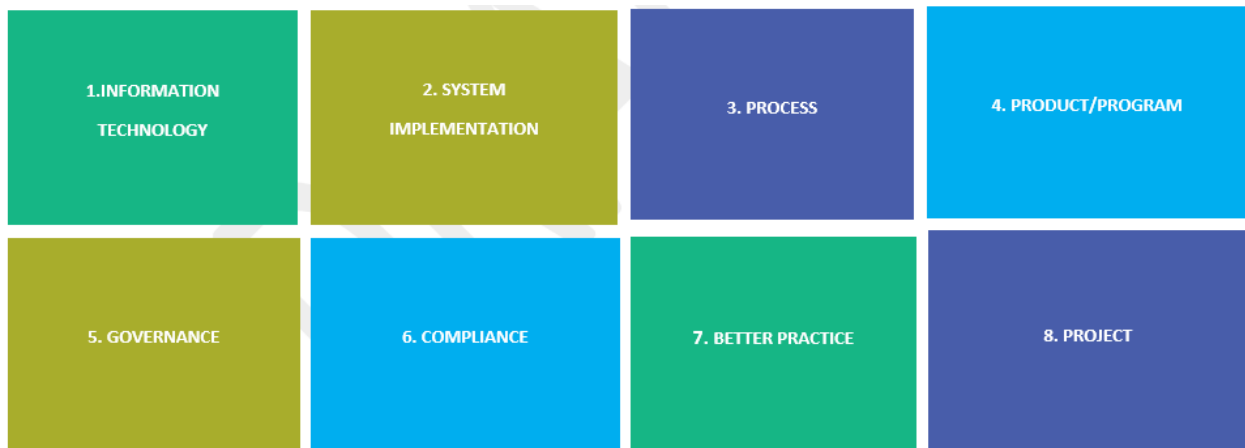 1.INFORMATION
TECHNOLOGY
2. SYSTEM
IMPLEMENTATION
3. PROCESS
4. PRODUCT/PROGRAM
5. GOVERNANCE
6. COMPLIANCE
7. BETTER PRACTICE
8. PROJECT